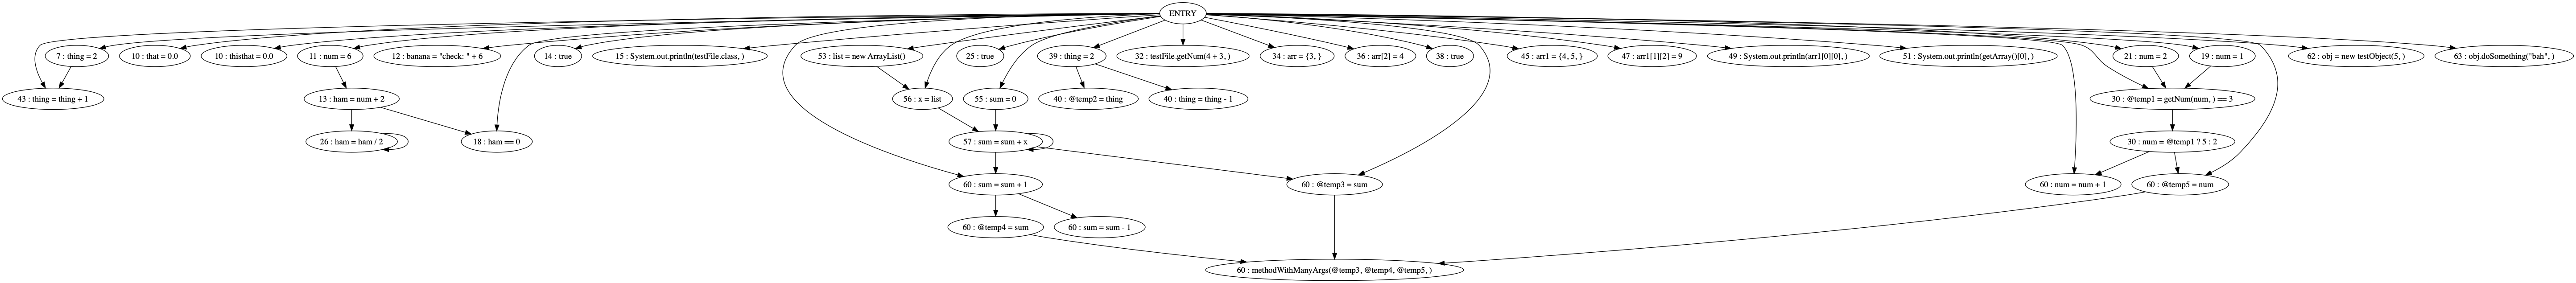 ENTRY
7 : thing = 2
10 : that = 0.0
10 : thisthat = 0.0
11 : num = 6
12 : banana = "check: " + 6
14 : true
15 : System.out.println(testFile.class, )
53 : list = new ArrayList()
25 : true
39 : thing = 2
32 : testFile.getNum(4 + 3, )
34 : arr = {3, }
36 : arr[2] = 4
38 : true
45 : arr1 = {4, 5, }
47 : arr1[1][2] = 9
49 : System.out.println(arr1[0][0], )
51 : System.out.println(getArray()[0], )
21 : num = 2
19 : num = 1
62 : obj = new testObject(5, )
63 : obj.doSomething("bah", )
43 : thing = thing + 1
13 : ham = num + 2
56 : x = list
55 : sum = 0
40 : @temp2 = thing
40 : thing = thing - 1
30 : @temp1 = getNum(num, ) == 3
26 : ham = ham / 2
18 : ham == 0
57 : sum = sum + x
30 : num = @temp1 ? 5 : 2
60 : sum = sum + 1
60 : @temp3 = sum
60 : num = num + 1
60 : @temp5 = num
60 : @temp4 = sum
60 : sum = sum - 1
60 : methodWithManyArgs(@temp3, @temp4, @temp5, )